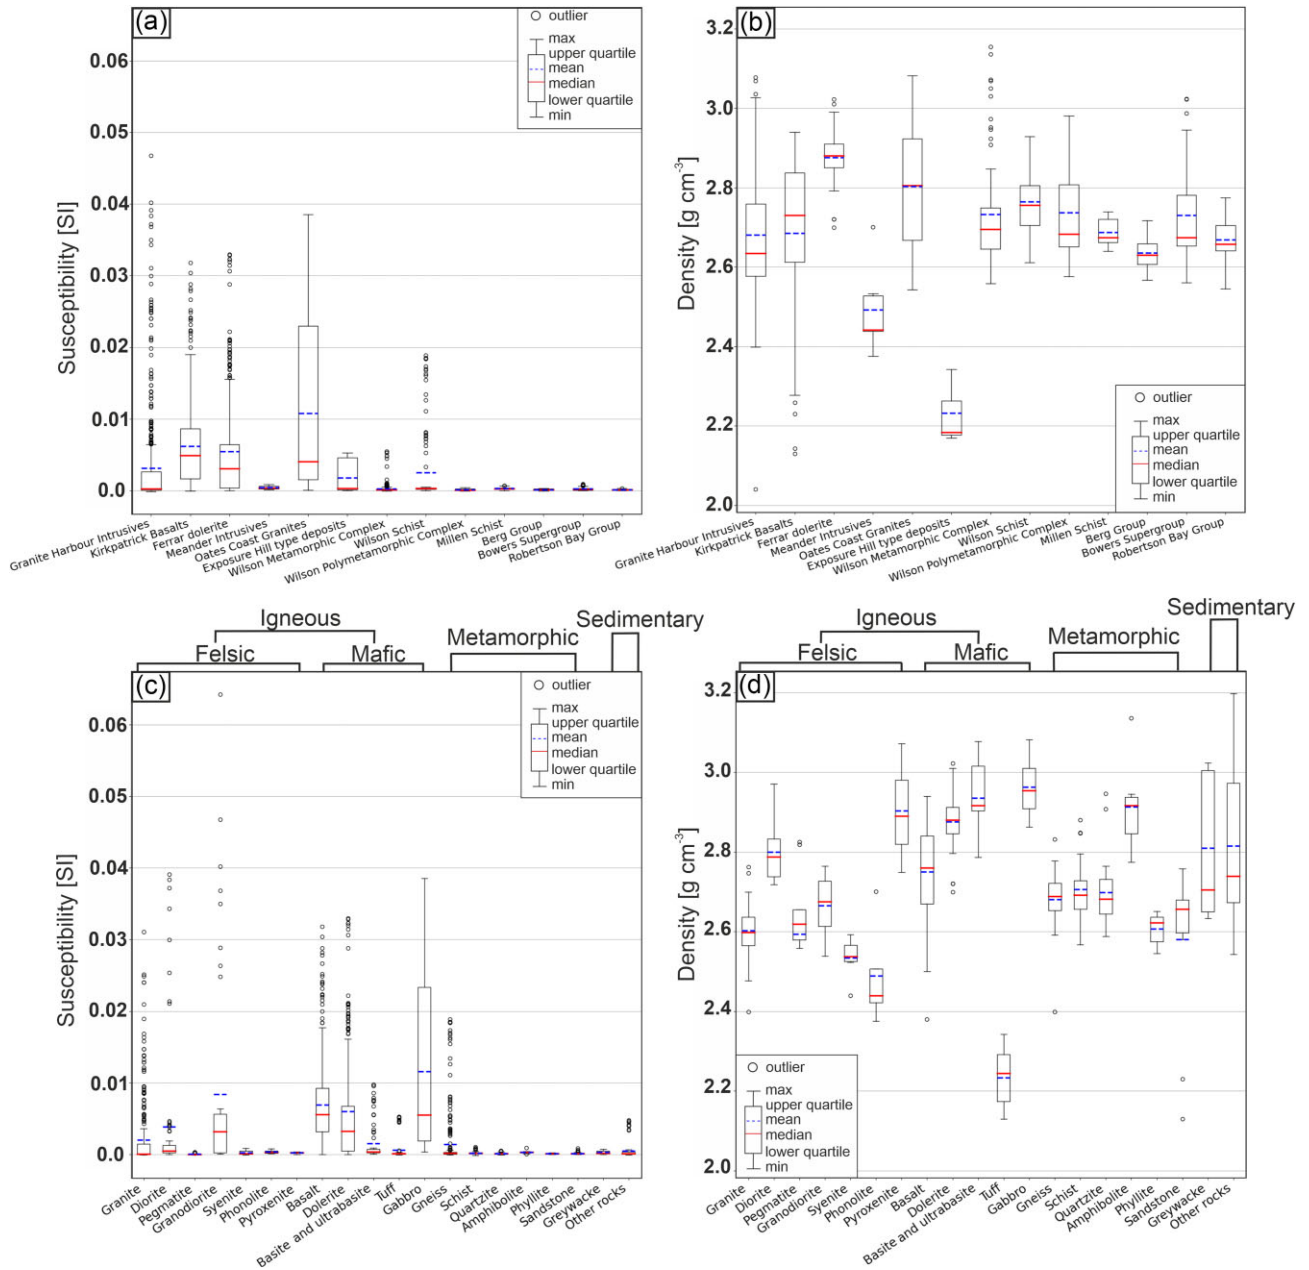 (a)
outlier
max
upper quartile
mean
median
lower quartile
min
0.06
0.05
0.04
0.03
0.02
0.01
0.0
Susceptibility [SI]
Granite Harbour Intrusives
Kirkpatrick Basalts
Ferrar dolerite
Meander Intrusives
Oates Coast Granites
Exposure Hill type deposits
Wilson Metamorphic Complex
Wilson Schist
Wilson Polymetamorphic Complex
Millen Schist
Berg Group
Bowers Supergroup
Robertson Bay Group
(b)
3.2
3.0
2.8
2.6
2.4
2.2
2.0
Density [g cm⁻³]
outlier
max
upper quartile
mean
median
lower quartile
min
Granite Harbour Intrusives
Kirkpatrick Basalts
Ferrar dolerite
Meander Intrusives
Oates Coast Granites
Exposure Hill type deposits
Wilson Metamorphic Complex
Wilson Schist
Wilson Polymetamorphic Complex
Millen Schist
Berg Group
Bowers Supergroup
Robertson Bay Group
Sedimentary
Igneous
Metamorphic
Felsic
Mafic
(c)
outlier
max
upper quartile
mean
median
lower quartile
min
0.06
0.05
0.04
0.03
0.02
0.01
0.0
Susceptibility [SI]
Granite
Diorite
Pegmatite
Granodiorite
Syenite
Phonolite
Pyroxenite
Basalt
Dolerite
Basite and ultrabasite
Tuff
Gabbro
Gneiss
Schist
Quartzite
Amphibolite
Phyllite
Sandstone
Greywacke
Other rocks
Sedimentary
Igneous
Metamorphic
Felsic
Mafic
(d)
3.2
3.0
2.8
2.6
2.4
2.2
2.0
Density [g cm⁻³]
outlier
max
upper quartile
mean
median
lower quartile
min
Granite
Diorite
Pegmatite
Granodiorite
Syenite
Phonolite
Pyroxenite
Basalt
Dolerite
Basite and ultrabasite
Tuff
Gabbro
Gneiss
Schist
Quartzite
Amphibolite
Phyllite
Sandstone
Greywacke
Other rocks